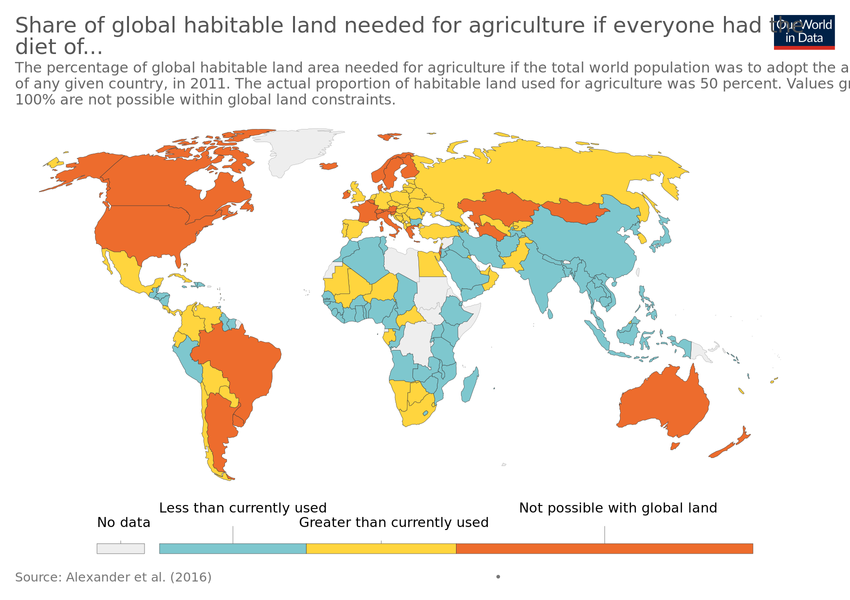 Share of global habitable land needed for agriculture if everyone had the
diet of...
Our World
in Data
The percentage of global habitable land area needed for agriculture if the total world population was to adopt the a
of any given country, in 2011. The actual proportion of habitable land used for agriculture was 50 percent. Values gr
100% are not possible within global land constraints.
Less than currently used
Not possible with global land
No data
Greater than currently used
Source: Alexander et al. (2016)
•